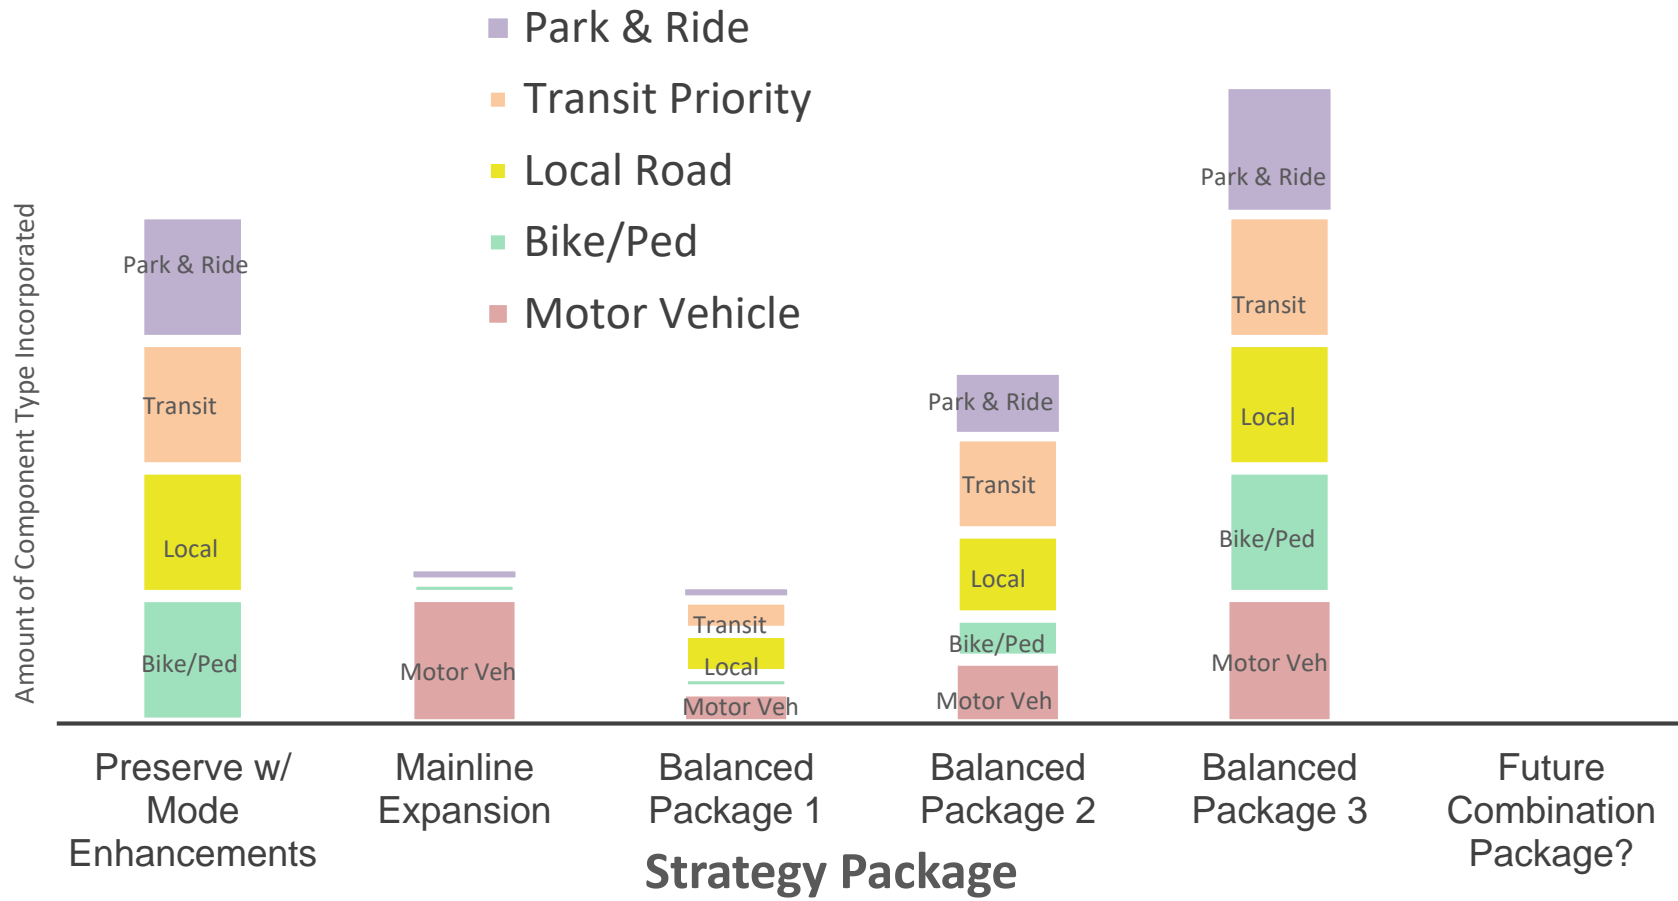 Park & Ride
Transit Priority
Local Road
Bike/Ped
Motor Vehicle
Amount of Component Type Incorporated
Park & Ride
Transit
Local
Bike/Ped
Motor Veh
Transit
Local
Motor Veh
Park & Ride
Transit
Local
Bike/Ped
Motor Veh
Park & Ride
Transit
Local
Bike/Ped
Motor Veh
Preserve w/
Mode
Enhancements
Mainline
Expansion
Balanced
Package 1
Balanced
Package 2
Balanced
Package 3
Future
Combination
Package?
Strategy Package